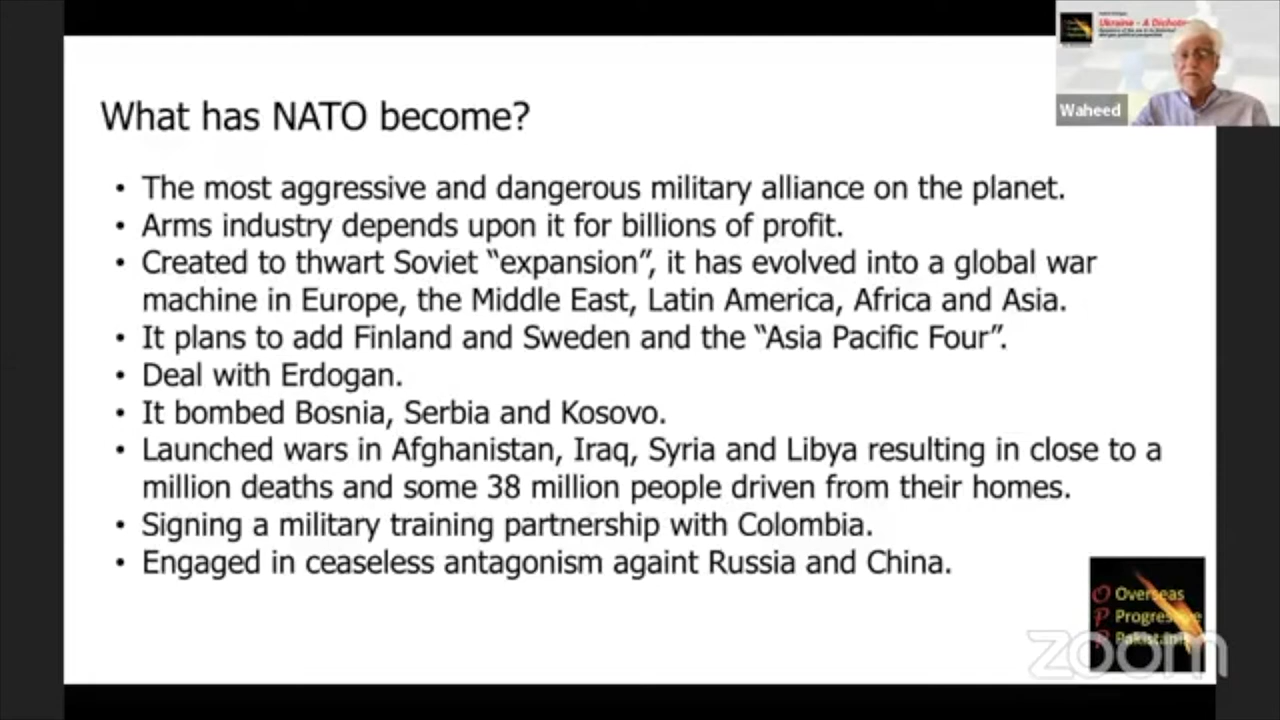 What has NATO become?
• The most aggressive and dangerous military alliance on the planet.
• Arms industry depends upon it for billions of profit.
• Created to thwart Soviet “expansion”, it has evolved into a global war
machine in Europe, the Middle East, Latin America, Africa and Asia.
• It plans to add Finland and Sweden and the “Asia Pacific Four”.
• Deal with Erdogan.
• It bombed Bosnia, Serbia and Kosovo.
• Launched wars in Afghanistan, Iraq, Syria and Libya resulting in close to a
million deaths and some 38 million people driven from their homes.
• Signing a military training partnership with Colombia.
• Engaged in ceaseless antagonism againt Russia and China.
Ukraine - A
Waheed
Overseas
Progressive
Pakistanis
zoom